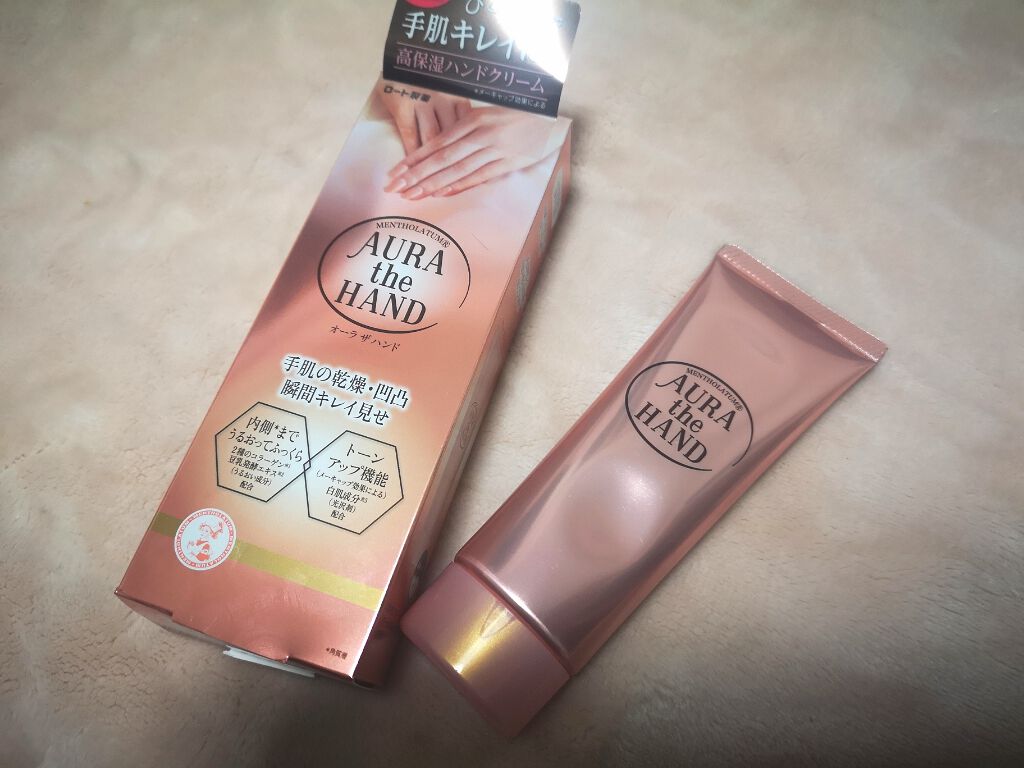 手肌キレイ
高保湿ハンドクリーム
*メーキャップ効果による
ロート製薬
MENTHOLATUM®
AURA
the
HAND
オーラ ザ ハンド
手肌の乾燥・凹凸
瞬間キレイ見せ
内側*まで
うるおってふっくら
2種のコラーゲン※1
豆乳発酵エキス※2
(うるおい成分)
配合
トーン
アップ機能
(メーキャップ効果による)
白肌成分※3
(光沢剤)
配合
*角質層
MENTHOLATUM®
AURA
the
HAND